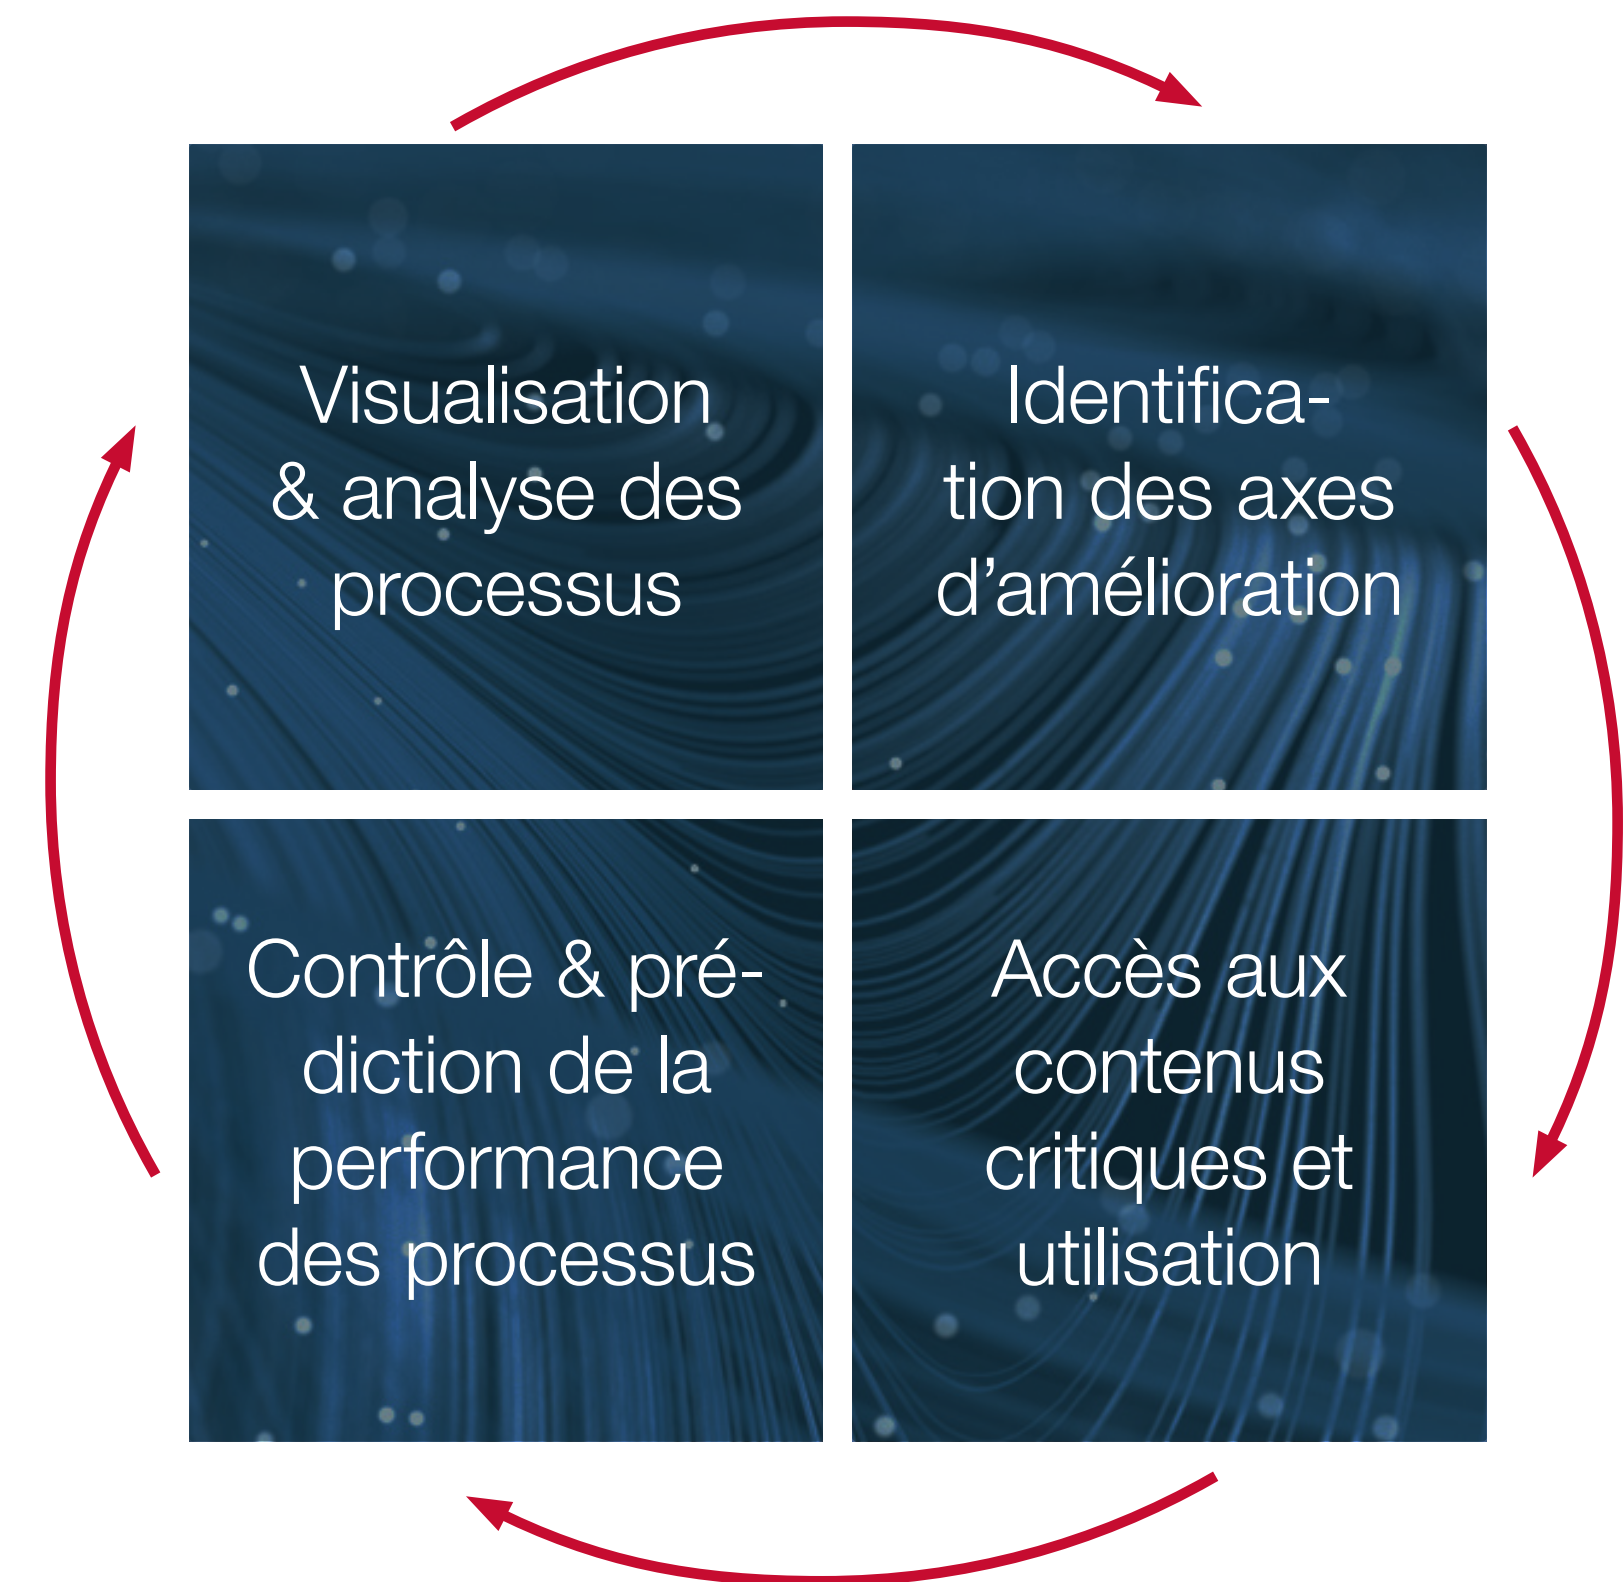 Visualisation
& analyse des
processus
Identifica-
tion des axes
d’amélioration
Contrôle & pré-
diction de la
performance
des processus
Accès aux
contenus
critiques et
utilisation